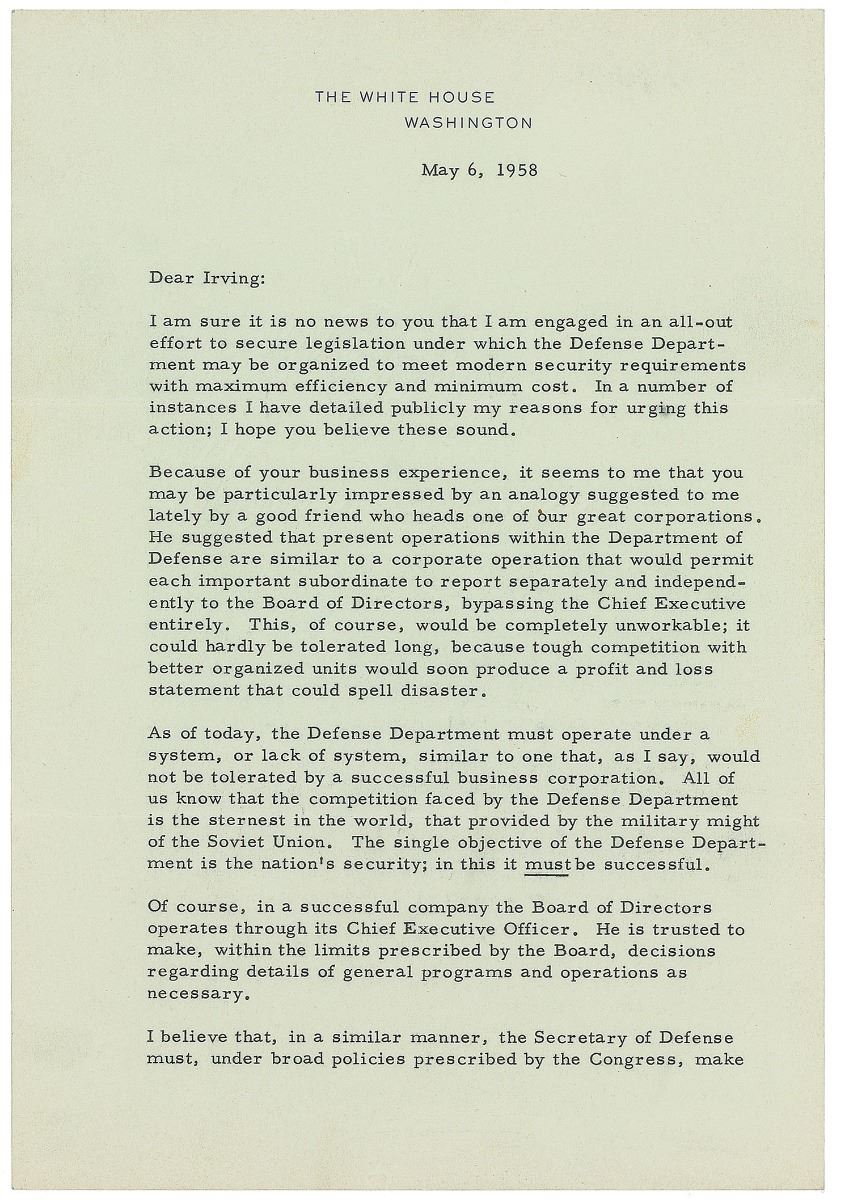 THE WHITE HOUSE
WASHINGTON
May 6, 1958
Dear Irving:
I am sure it is no news to you that I am engaged in an all-out
effort to secure legislation under which the Defense Depart-
ment may be organized to meet modern security requirements
with maximum efficiency and minimum cost. In a number of
instances I have detailed publicly my reasons for urging this
action; I hope you believe these sound.
Because of your business experience, it seems to me that you
may be particularly impressed by an analogy suggested to me
lately by a good friend who heads one of our great corporations.
He suggested that present operations within the Department of
Defense are similar to a corporate operation that would permit
each important subordinate to report separately and independ-
ently to the Board of Directors, bypassing the Chief Executive
entirely. This, of course, would be completely unworkable; it
could hardly be tolerated long, because tough competition with
better organized units would soon produce a profit and loss
statement that could spell disaster.
As of today, the Defense Department must operate under a
system, or lack of system, similar to one that, as I say, would
not be tolerated by a successful business corporation. All of
us know that the competition faced by the Defense Department
is the sternest in the world, that provided by the military might
of the Soviet Union. The single objective of the Defense Depart-
ment is the nation's security; in this it must be successful.
Of course, in a successful company the Board of Directors
operates through its Chief Executive Officer. He is trusted to
make, within the limits prescribed by the Board, decisions
regarding details of general programs and operations as
necessary.
I believe that, in a similar manner, the Secretary of Defense
must, under broad policies prescribed by the Congress, make